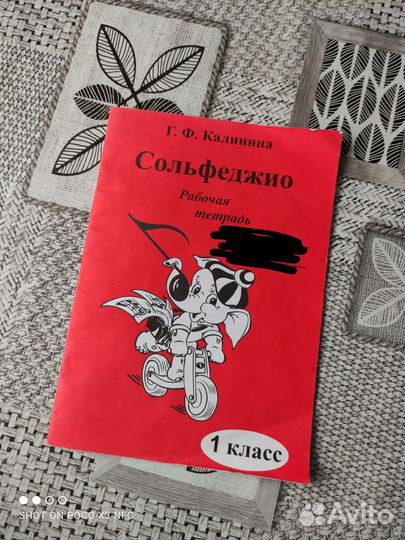 Г. Ф. Калинина
Сольфеджио
Рабочая
тетрадь
1 класс
SHOT ON POCO X3 NFC
Avito